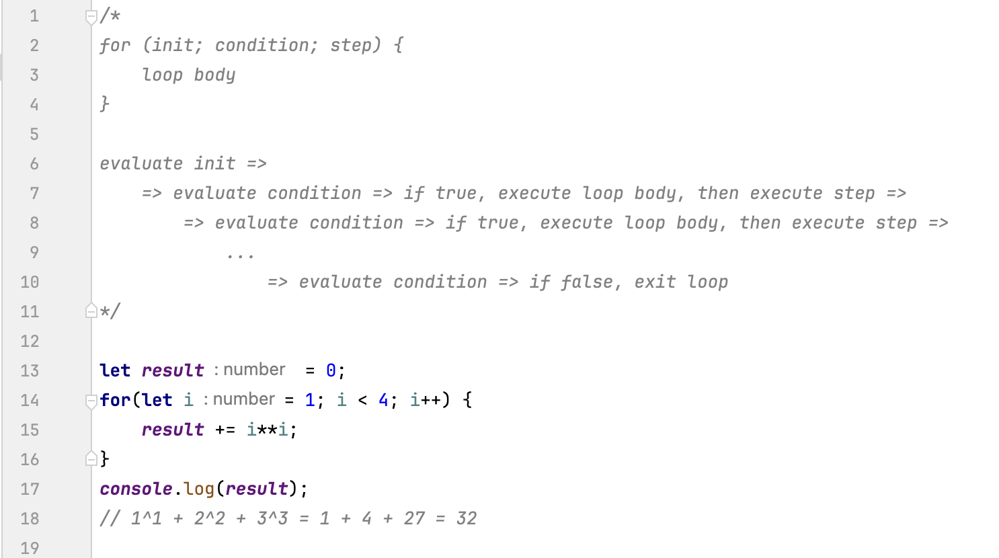 1 /*
2 for (init; condition; step) {
3     loop body
4 }
5
6 evaluate init =>
7     => evaluate condition => if true, execute loop body, then execute step =>
8         => evaluate condition => if true, execute loop body, then execute step =>
9             ...
10                 => evaluate condition => if false, exit loop
11 */
12
13 let result : number = 0;
14 for(let i : number = 1; i < 4; i++) {
15     result += i**i;
16 }
17 console.log(result);
18 // 1^1 + 2^2 + 3^3 = 1 + 4 + 27 = 32
19